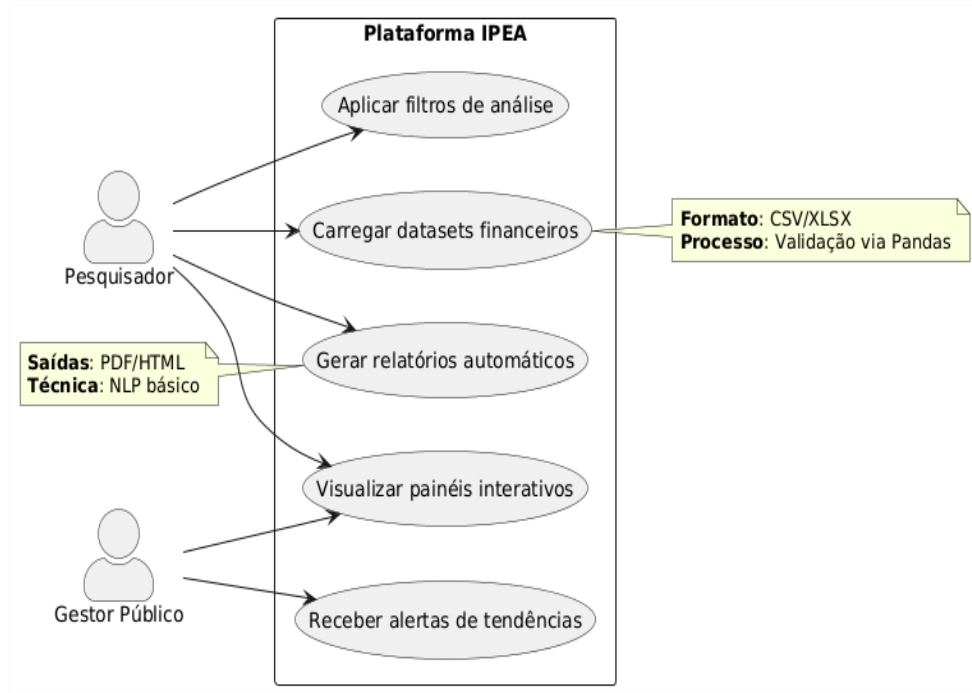 Plataforma IPEA
Aplicar filtros de análise
Carregar datasets financeiros
Formato: CSV/XLSX
Processo: Validação via Pandas
Pesquisador
Gerar relatórios automáticos
Saídas: PDF/HTML
Técnica: NLP básico
Visualizar painéis interativos
Gestor Público
Receber alertas de tendências